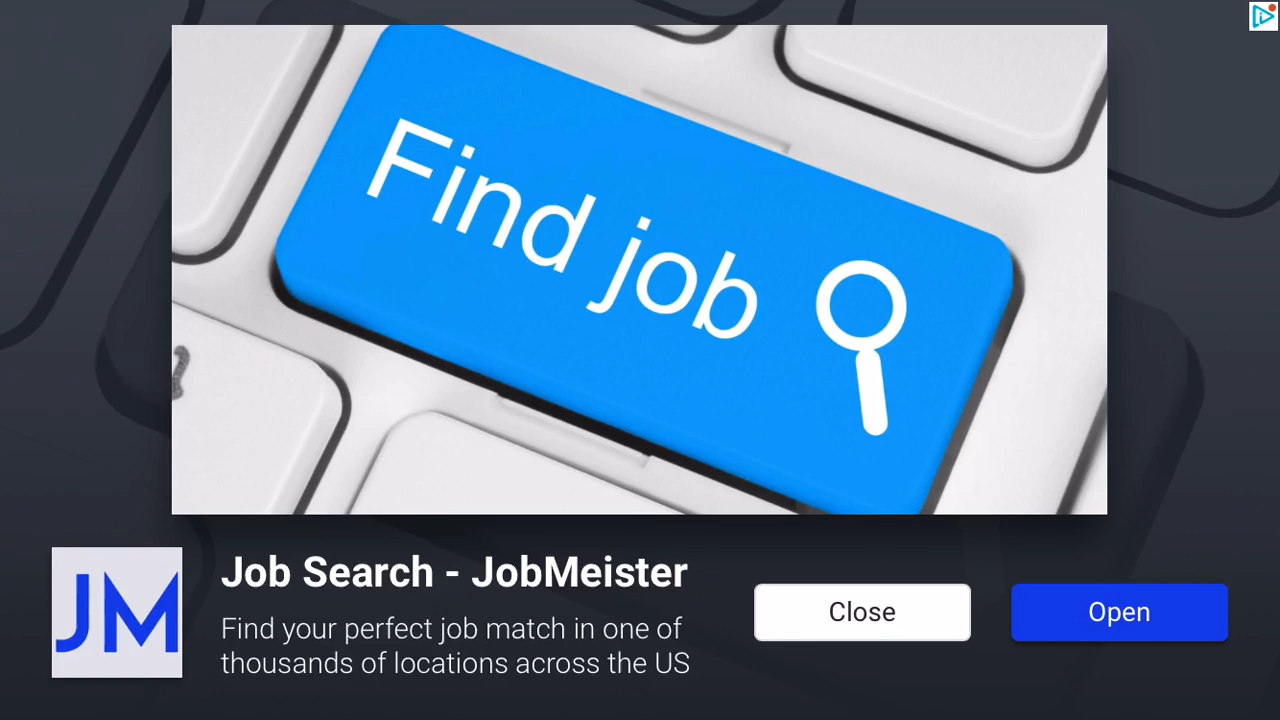 Find job
JM
Job Search - JobMeister
Find your perfect job match in one of
thousands of locations across the US
Close
Open